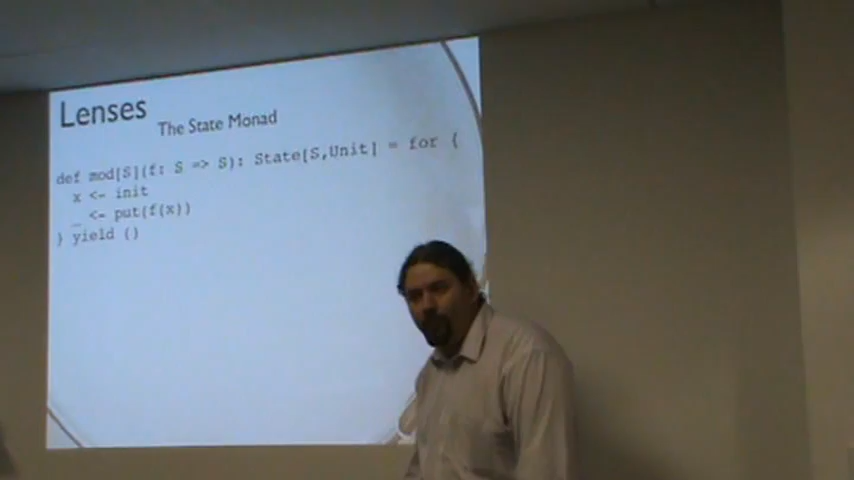 Lenses
The State Monad
def mod[S](f: S => S): State[S,Unit] = for {
x <- init
_ <- put(f(x))
} yield ()